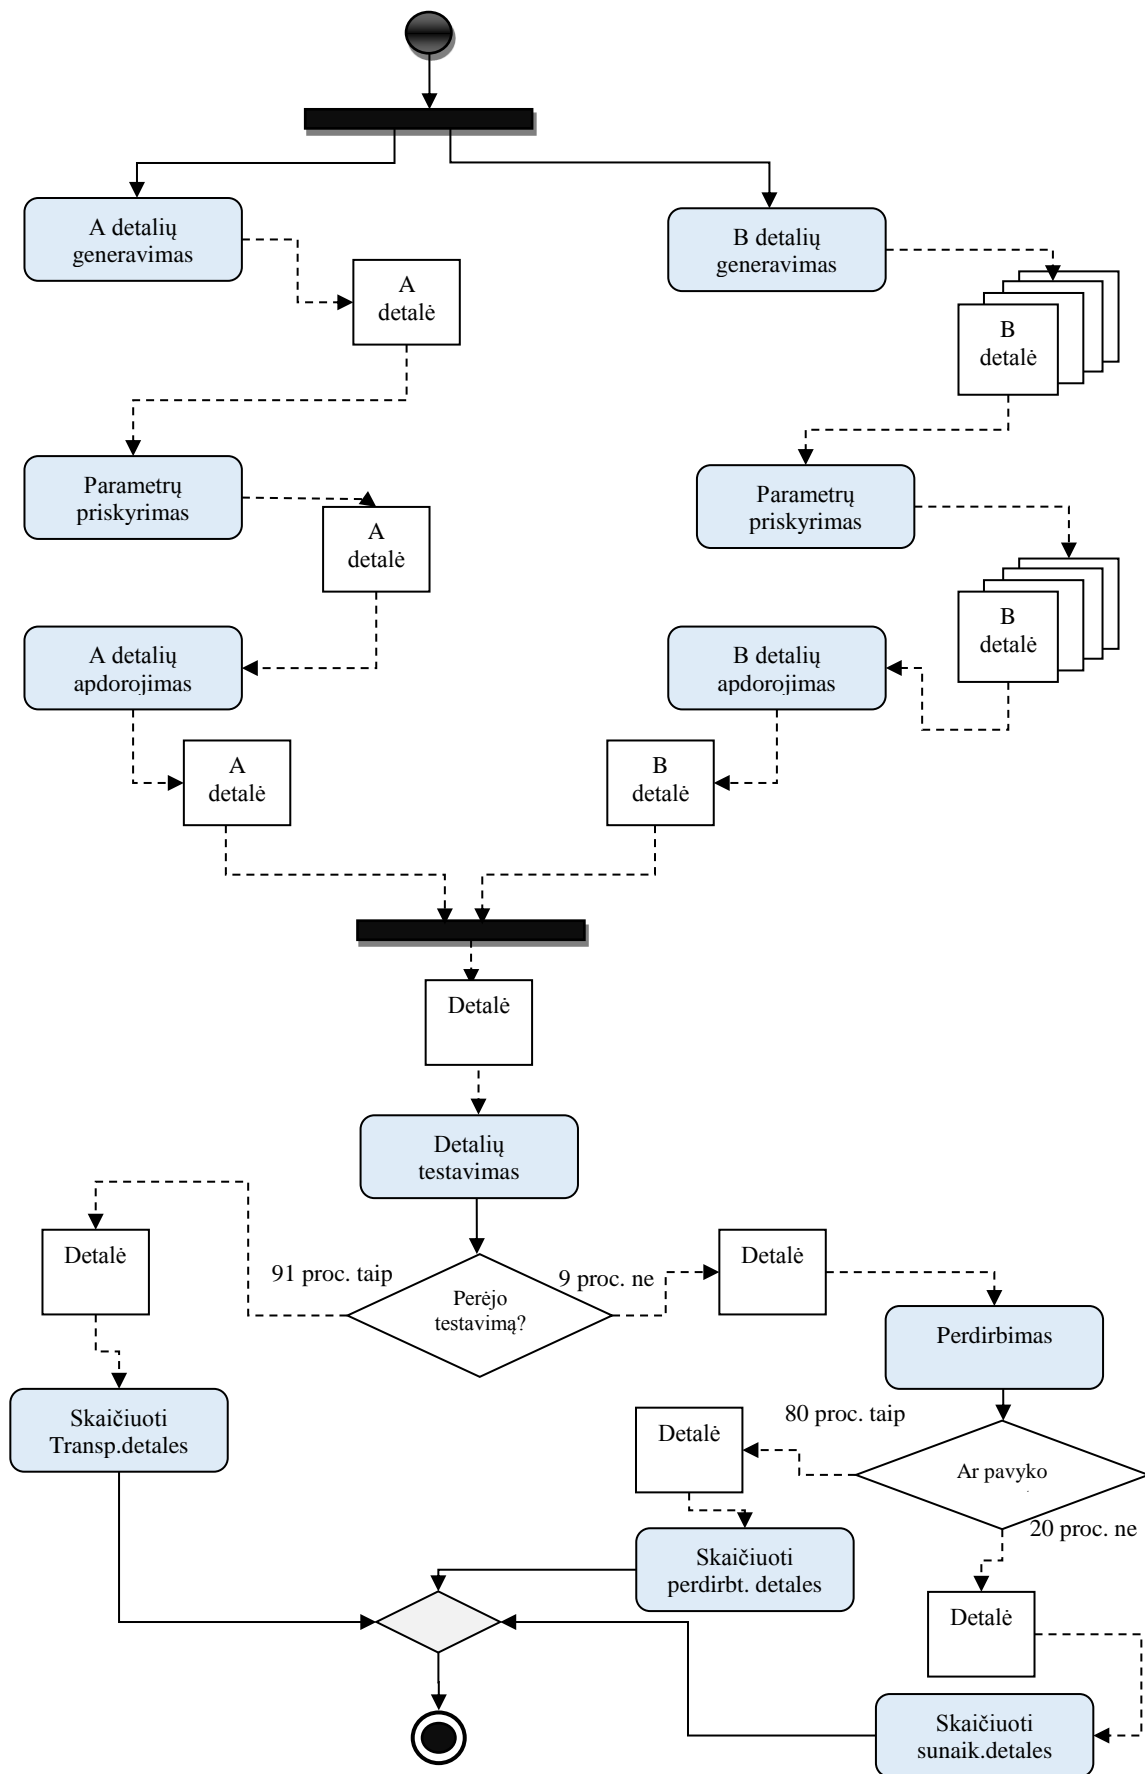 A detalių
generavimas
B detalių
generavimas
A
detalė
B
detalė
Parametrų
priskyrimas
Parametrų
priskyrimas
A
detalė
B
detalė
A detalių
apdorojimas
B detalių
apdorojimas
A
detalė
B
detalė
Detalė
Detalių
testavimas
Detalė
91 proc. taip
9 proc. ne
Detalė
Perėjo
testavimą?
Perdirbimas
Skaičiuoti
Transp.detales
Detalė
80 proc. taip
Ar pavyko
20 proc. ne
Skaičiuoti
perdirbt. detales
Detalė
Skaičiuoti
sunaik.detales